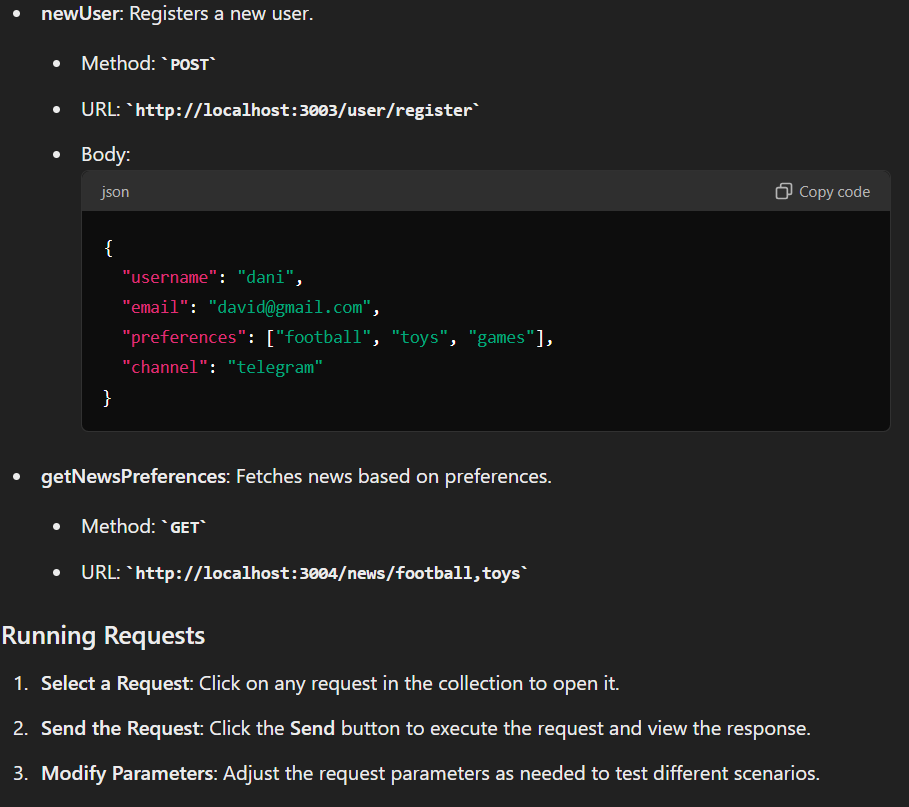 • newUser: Registers a new user.
• Method: `POST`
• URL: `http://localhost:3003/user/register`
• Body:
json Copy code
{
"username": "dani",
"email": "david@gmail.com",
"preferences": ["football", "toys", "games"],
"channel": "telegram"
}
• getNewsPreferences: Fetches news based on preferences.
• Method: `GET`
• URL: `http://localhost:3004/news/football,toys`
Running Requests
1. Select a Request: Click on any request in the collection to open it.
2. Send the Request: Click the Send button to execute the request and view the response.
3. Modify Parameters: Adjust the request parameters as needed to test different scenarios.